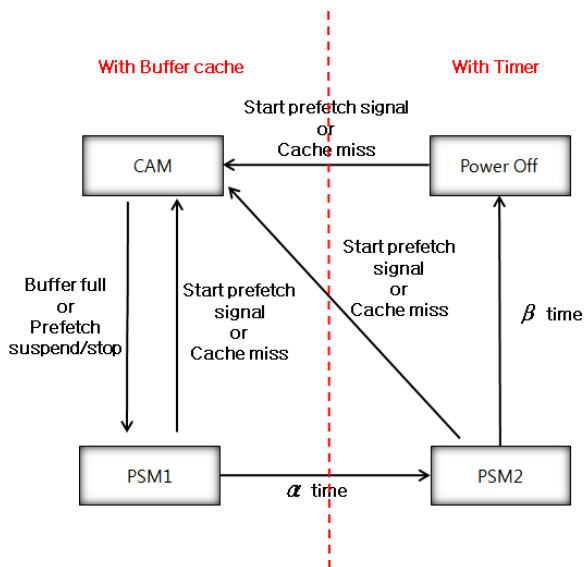 With Buffer cache
With Timer
Start prefetch signal
or
Cache miss
CAM
Power Off
Buffer full
or
Prefetch
suspend/stop
Start prefetch
signal
or
Cache miss
Start prefetch
signal
or
Cache miss
β time
PSM1
α time
PSM2